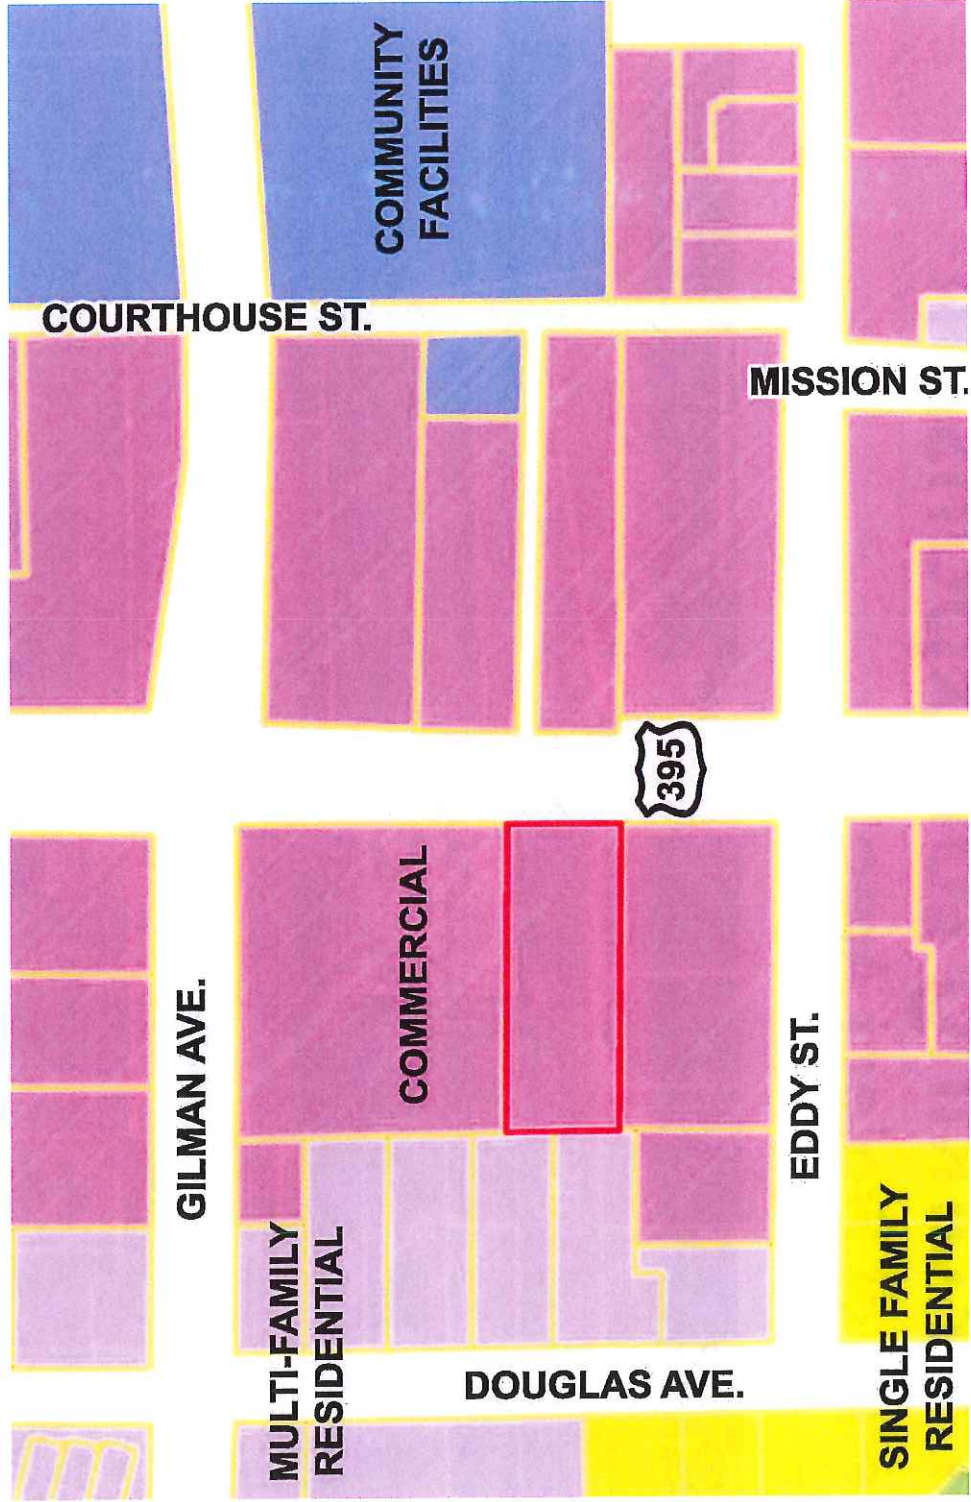 COMMUNITY
FACILITIES
COURTHOUSE ST.
MISSION ST.
395
COMMERCIAL
GILMAN AVE.
EDDY ST.
MULTI-FAMILY
RESIDENTIAL
DOUGLAS AVE.
SINGLE FAMILY
RESIDENTIAL